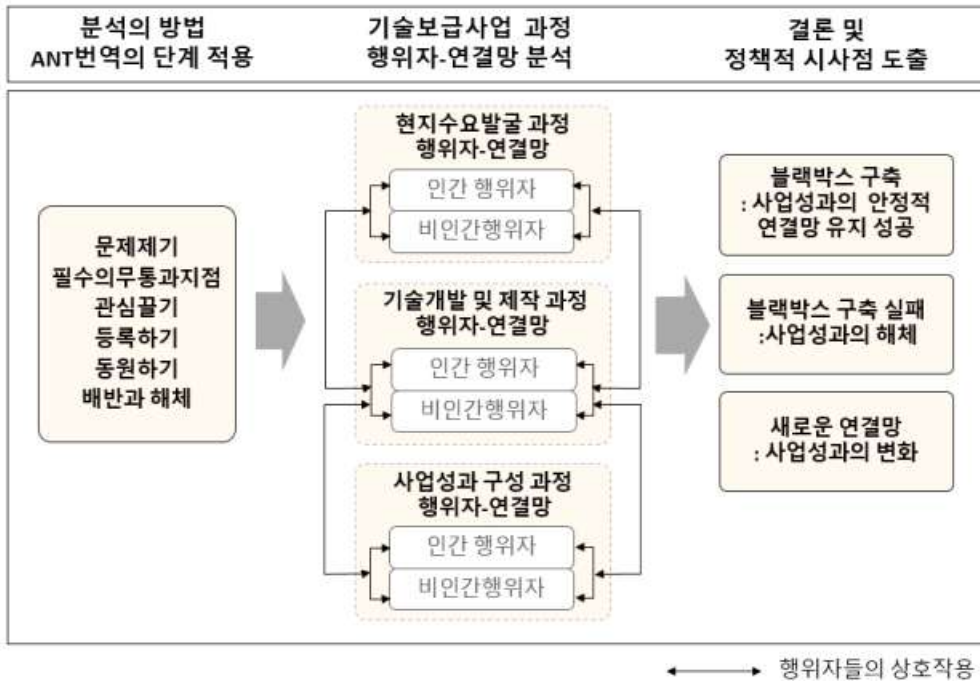 분석의 방법
ANT번역의 단계 적용
기술보급사업 과정
행위자-연결망 분석
결론 및
정책적 시사점 도출
문제제기
필수의무통과지점
관심끌기
등록하기
동원하기
배반과 해체
현지수요발굴 과정
행위자-연결망
인간 행위자
비인간행위자
기술개발 및 제작 과정
행위자-연결망
인간 행위자
비인간행위자
사업성과 구성 과정
행위자-연결망
인간 행위자
비인간행위자
블랙박스 구축
: 사업성과의 안정적
연결망 유지 성공
블랙박스 구축 실패
:사업성과의 해체
새로운 연결망
: 사업성과의 변화
행위자들의 상호작용